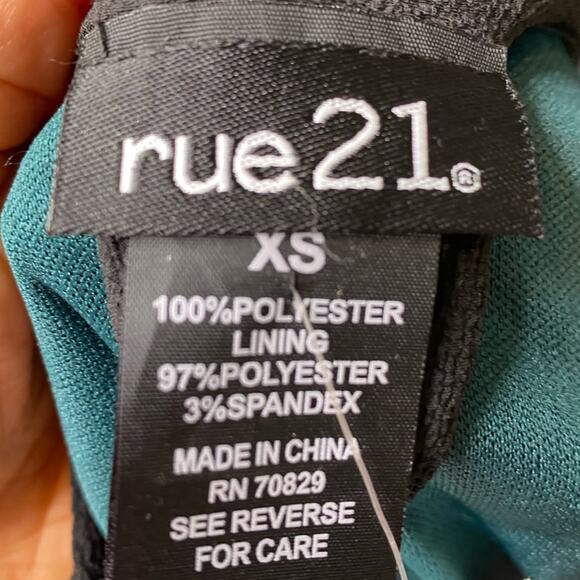 rue21®
XS
100%POLYESTER
LINING
97%POLYESTER
3%SPANDEX
MADE IN CHINA
RN 70829
SEE REVERSE
FOR CARE